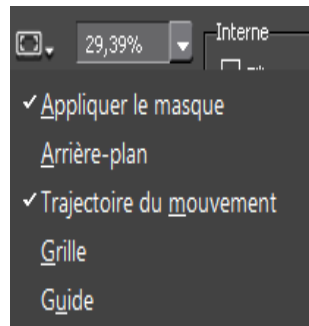 29,39% Interne
Appliquer le masque
Arrière-plan
Trajectoire du mouvement
Grille
Guide